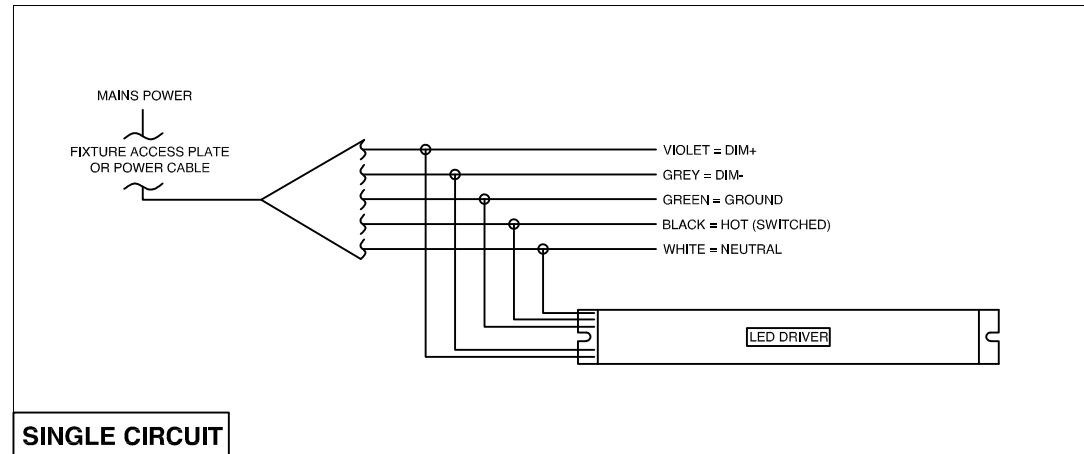 MAINS POWER
FIXTURE ACCESS PLATE
OR POWER CABLE
VIOLET = DIM+
GREY = DIM-
GREEN = GROUND
BLACK = HOT (SWITCHED)
WHITE = NEUTRAL
LED DRIVER
SINGLE CIRCUIT